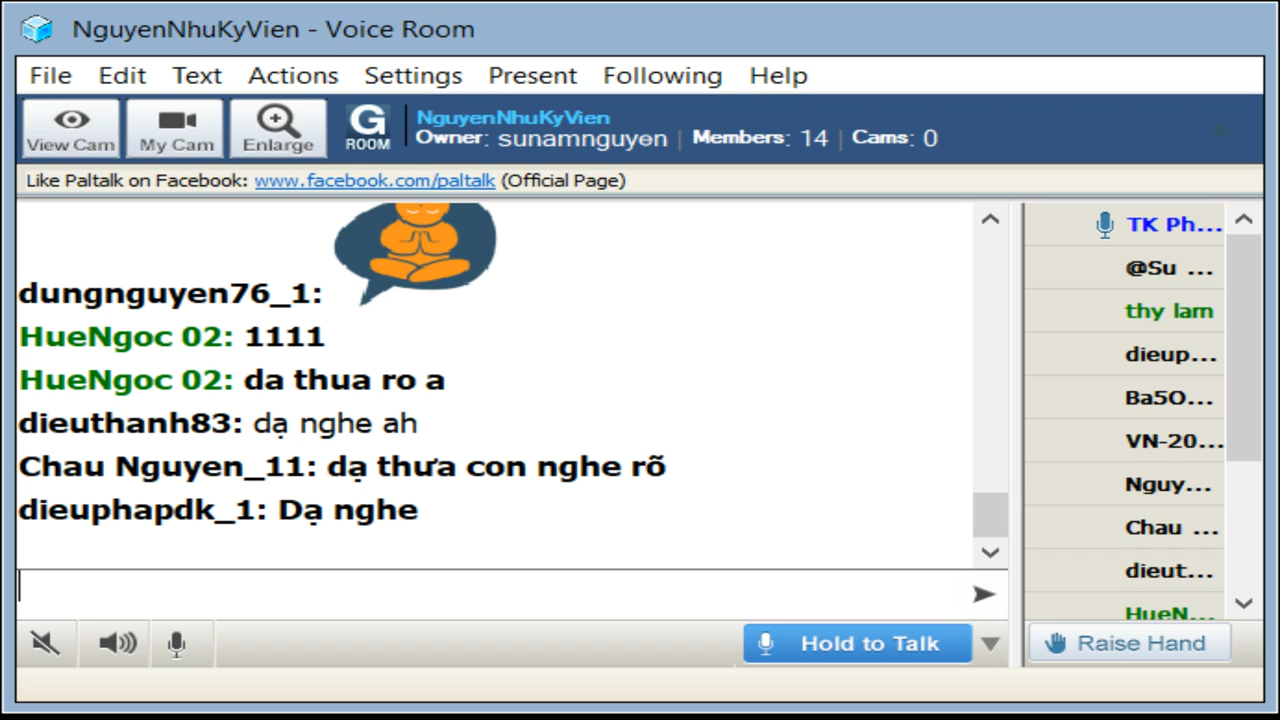 NguyenNhuKyVien - Voice Room
File Edit Text Actions Settings Present Following Help
View Cam My Cam Enlarge G ROOM
NguyenNhuKyVien
Owner: sunamnguyen | Members: 14 | Cams: 0
Like Paltalk on Facebook: www.facebook.com/paltalk (Official Page)
dungnguyen76_1:
HueNgoc 02: 1111
HueNgoc 02: da thua ro a
dieuthanh83: dạ nghe ah
Chau Nguyen_11: dạ thưa con nghe rõ
dieuphapdk_1: Dạ nghe
TK Ph...
@Su ...
thy lam
dieup...
Ba5O...
VN-20...
Nguy...
Chau ...
dieut...
HueN...
Hold to Talk
Raise Hand